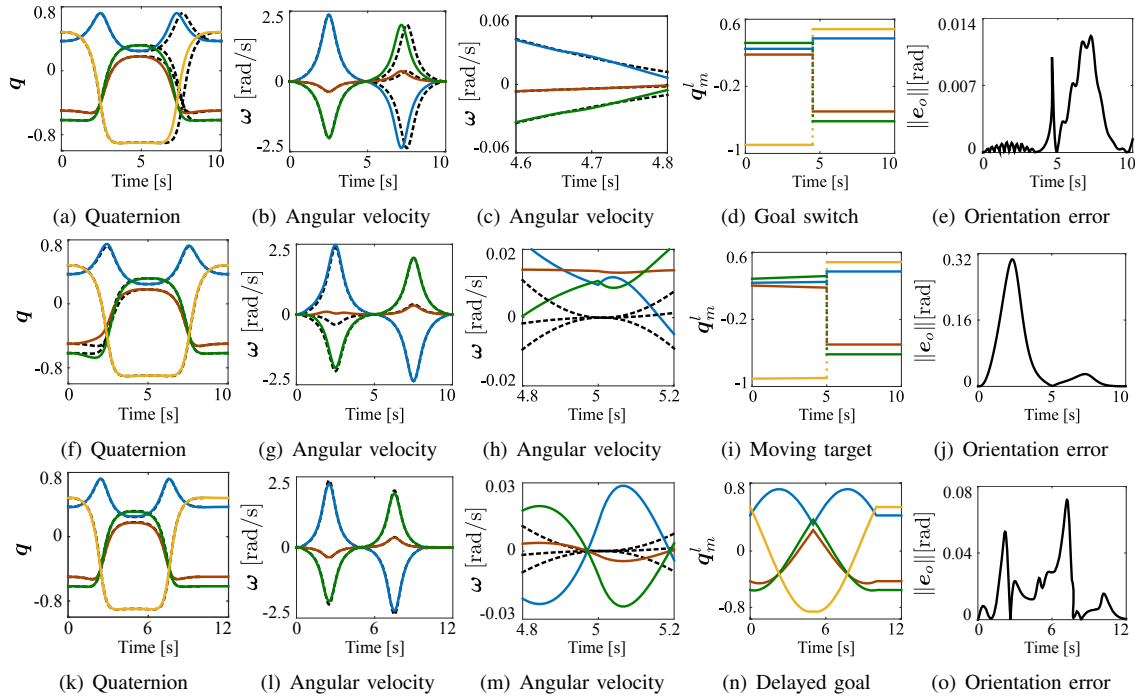 0.8
0
-0.8
q
0
5
10
Time [s]
(a) Quaternion
2.5
0
-2.5
ω [rad/s]
0
5
10
Time [s]
(b) Angular velocity
0.06
0
-0.06
ω [rad/s]
4.6
4.7
4.8
Time [s]
(c) Angular velocity
0.6
-0.2
-1
q_m^l
0
5
10
Time [s]
(d) Goal switch
0.014
0.007
0
||e_o||[rad]
0
5
10
Time [s]
(e) Orientation error
0.8
0
-0.8
q
0
5
10
Time [s]
(f) Quaternion
2.5
0
-2.5
ω [rad/s]
0
5
10
Time [s]
(g) Angular velocity
0.02
0
-0.02
ω [rad/s]
4.8
5
5.2
Time [s]
(h) Angular velocity
0.6
-0.2
-1
q_m^l
0
5
10
Time [s]
(i) Moving target
0.32
0.16
0
||e_o||[rad]
0
5
10
Time [s]
(j) Orientation error
0.8
0
-0.8
q
0
6
12
Time [s]
(k) Quaternion
2.5
0
-2.5
ω [rad/s]
0
6
12
Time [s]
(l) Angular velocity
0.03
0
-0.03
ω [rad/s]
4.8
5
5.2
Time [s]
(m) Angular velocity
0.8
0
-0.8
q_m^l
0
6
12
Time [s]
(n) Delayed goal
0.08
0.04
0
||e_o||[rad]
0
6
12
Time [s]
(o) Orientation error